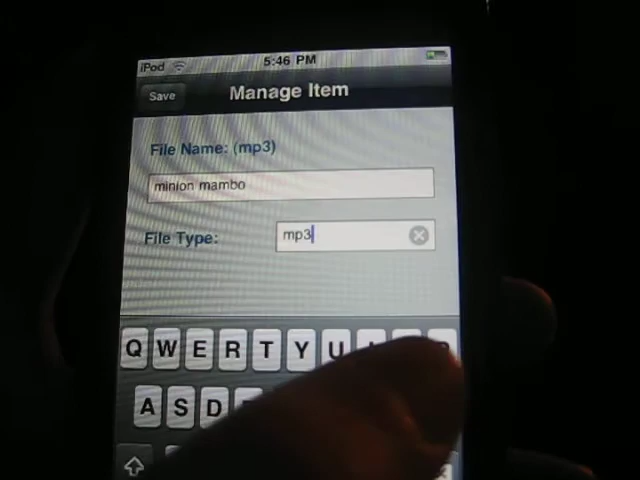 iPod 5:46 PM
Save Manage Item
File Name: (mp3)
minion mambo
File Type: mp3
Q W E R T Y U
A S D